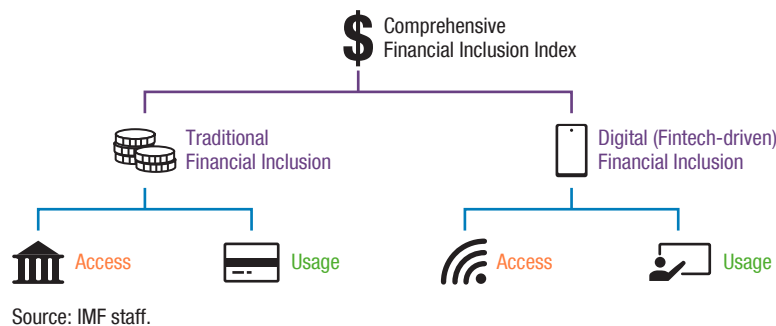 $
Comprehensive
Financial Inclusion Index
Traditional
Financial Inclusion
Digital (Fintech-driven)
Financial Inclusion
Access
Usage
Access
Usage
Source: IMF staff.